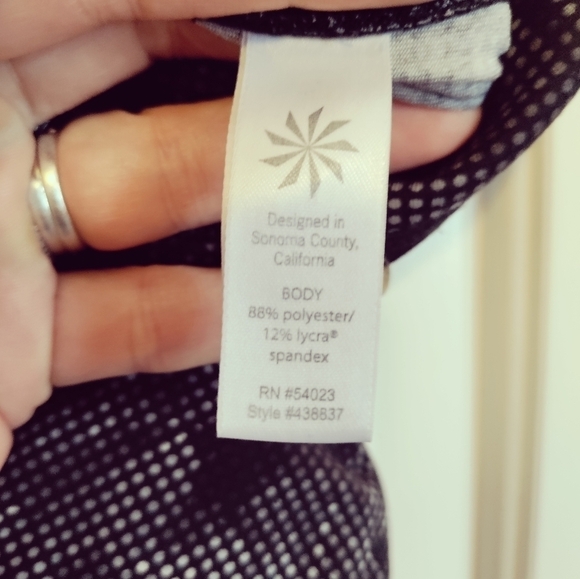 Designed in
Sonoma County,
California
BODY
88% polyester/
12% lycra®
spandex
RN #54023
Style #438837